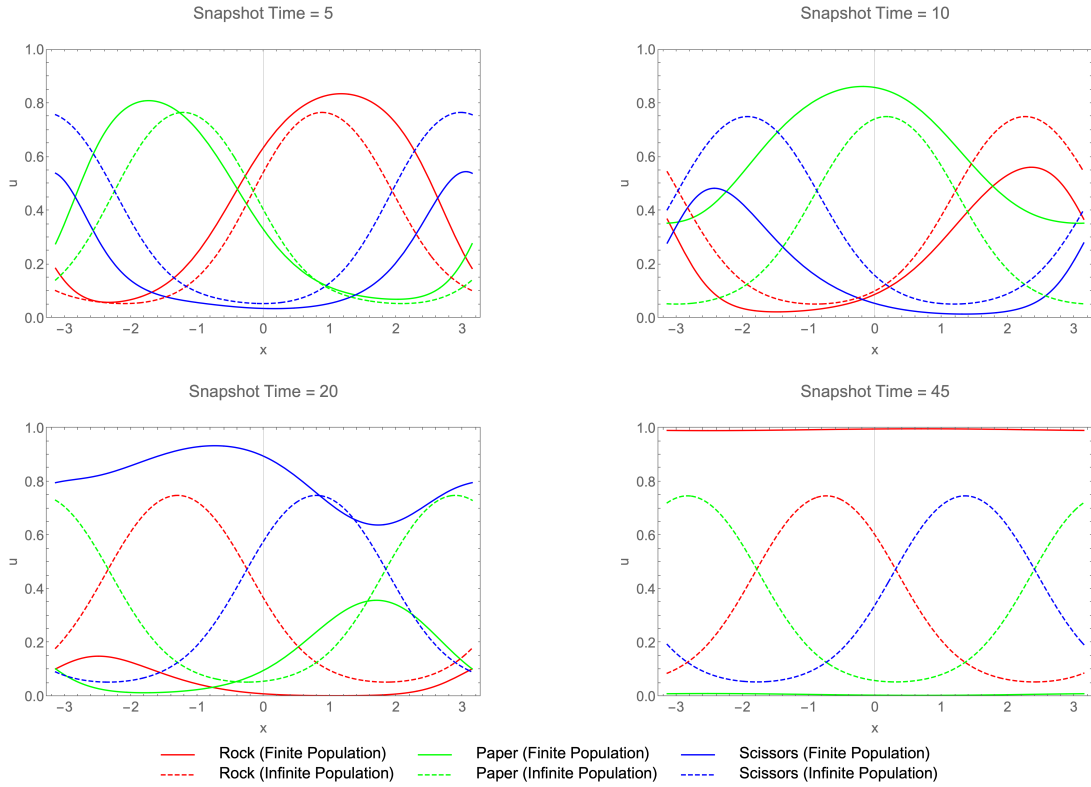 Snapshot Time = 5
Snapshot Time = 10
1.0
0.8
0.6
0.4
0.2
0.0
u
−3
−2
−1
0
1
2
3
x
1.0
0.8
0.6
0.4
0.2
0.0
u
−3
−2
−1
0
1
2
3
x
Snapshot Time = 20
Snapshot Time = 45
1.0
0.8
0.6
0.4
0.2
0.0
u
−3
−2
−1
0
1
2
3
x
1.0
0.8
0.6
0.4
0.2
0.0
u
−3
−2
−1
0
1
2
3
x
Rock (Finite Population)
Paper (Finite Population)
Scissors (Finite Population)
Rock (Infinite Population)
Paper (Infinite Population)
Scissors (Infinite Population)